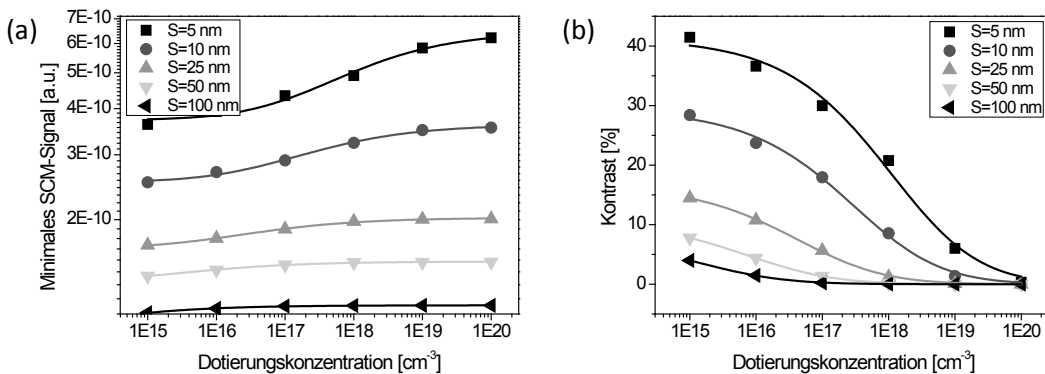 (a)
Minimales SCM-Signal [a.u.]
7E-10
6E-10
5E-10
4E-10
3E-10
2E-10
S=5 nm
S=10 nm
S=25 nm
S=50 nm
S=100 nm
1E15 1E16 1E17 1E18 1E19 1E20
Dotierungskonzentration [cm-3]
(b)
Kontrast [%]
40
30
20
10
0
S=5 nm
S=10 nm
S=25 nm
S=50 nm
S=100 nm
1E15 1E16 1E17 1E18 1E19 1E20
Dotierungskonzentration [cm-3]